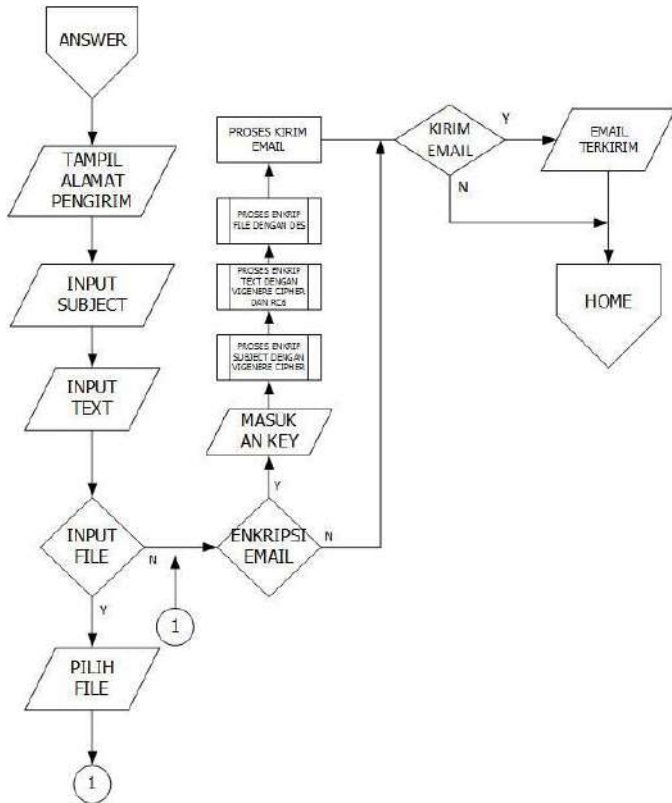 ANSWER
TAMPIL
ALAMAT
PENGIRIM
INPUT
SUBJECT
INPUT
TEXT
INPUT
FILE
N
Y
1
PILIH
FILE
1
ENKRIPSI
EMAIL
N
Y
MASUK
AN KEY
PROSES ENKRIP
SUBJECT DENGAN
VIGENERE CIPHER
PROSES ENKRIP
TEXT DENGAN
VIGENERE CIPHER
DAN RC6
PROSES ENKRIP
FILE DENGAN DES
PROSES KIRIM
EMAIL
KIRIM
EMAIL
Y
N
EMAIL
TERKIRIM
HOME